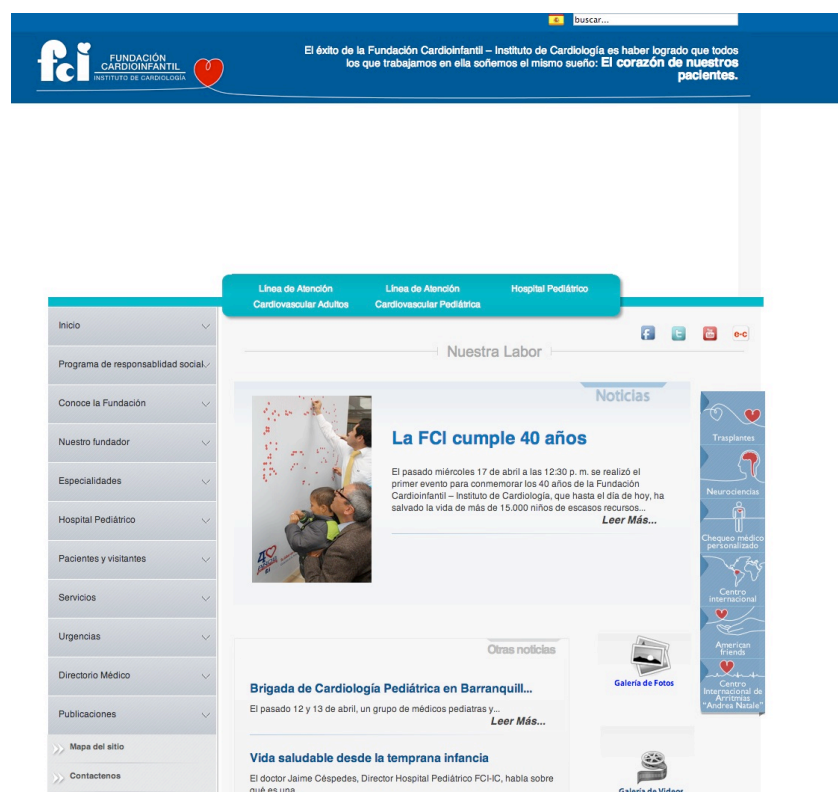 buscar...
El éxito de la Fundación Cardioinfantil – Instituto de Cardiología es haber logrado que todos
los que trabajamos en ella soñemos el mismo sueño: El corazón de nuestros
pacientes.
fci
FUNDACIÓN
CARDIOINFANTIL
INSTITUTO DE CARDIOLOGÍA
Línea de Atención
Cardiovascular Adultos
Línea de Atención
Cardiovascular Pediátrica
Hospital Pediátrico
Inicio
Programa de responsablidad social
Conoce la Fundación
Nuestro fundador
Especialidades
Hospital Pediátrico
Pacientes y visitantes
Servicios
Urgencias
Directorio Médico
Publicaciones
Mapa del sitio
Contactenos
Nuestra Labor
Noticias
La FCI cumple 40 años
El pasado miércoles 17 de abril a las 12:30 p. m. se realizó el
primer evento para conmemorar los 40 años de la Fundación
Cardioinfantil – Instituto de Cardiología, que hasta el día de hoy, ha
salvado la vida de más de 15.000 niños de escasos recursos...
Leer Más...
40
Otras noticias
Brigada de Cardiología Pediátrica en Barranquill...
El pasado 12 y 13 de abril, un grupo de médicos pediatras y...
Leer Más...
Vida saludable desde la temprana infancia
El doctor Jaime Céspedes, Director Hospital Pediátrico FCI-IC, habla sobre
qué es una
Galería de Fotos
Galería de Videos
e-c
Trasplantes
Neurociencias
Chequeo médico
personalizado
Centro
internacional
American
friends
Centro
Internacional de
Arritmias
"Andrea Natale"